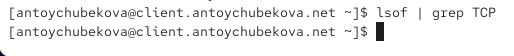 [antoychubekova@client.antoychubekova.net ~]$ lsof | grep TCP
[antoychubekova@client.antoychubekova.net ~]$